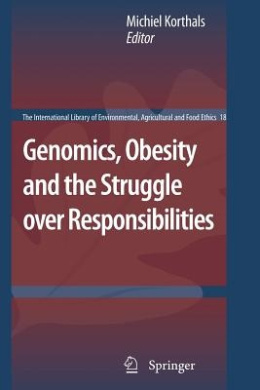 Michiel Korthals
Editor
The International Library of Environmental, Agricultural and Food Ethics 18
Genomics, Obesity
and the Struggle
over Responsibilities
Springer